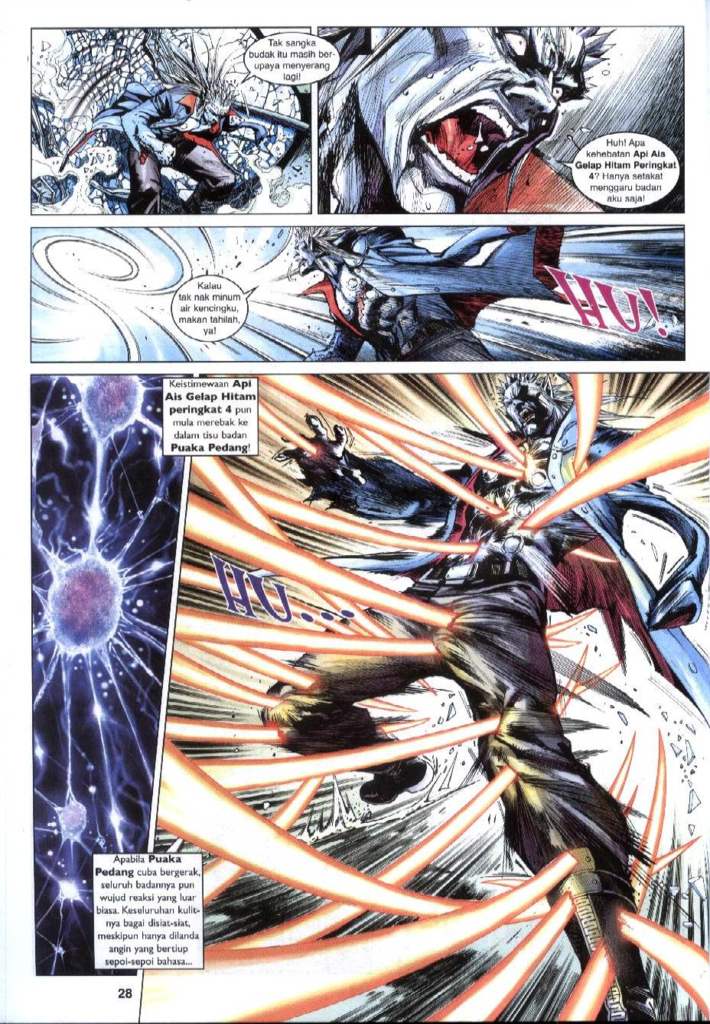 Tak sangka
budak itu masih ber-
upaya menyerang
lagi!
Huh! Apa
kehebatan Api Ais
Gelap Hitam Peringkat
4? Hanya setakat
menggaru badan
aku saja!
Kalau
tak nak minum
air kencingku,
makan tahilah,
ya!
HU!
Keistimewaan Api
Ais Gelap Hitam
peringkat 4 pun
mula merebak ke
dalam tisu badan
Puaka Pedang!
HU...
Apabila Puaka
Pedang cuba bergerak,
seluruh badannya pun
wujud reaksi yang luar
biasa. Keseluruhan kulit-
nya bagai disiat-siat,
meskipun hanya dilanda
angin yang bertiup
sepoi-sepoi bahasa...
28